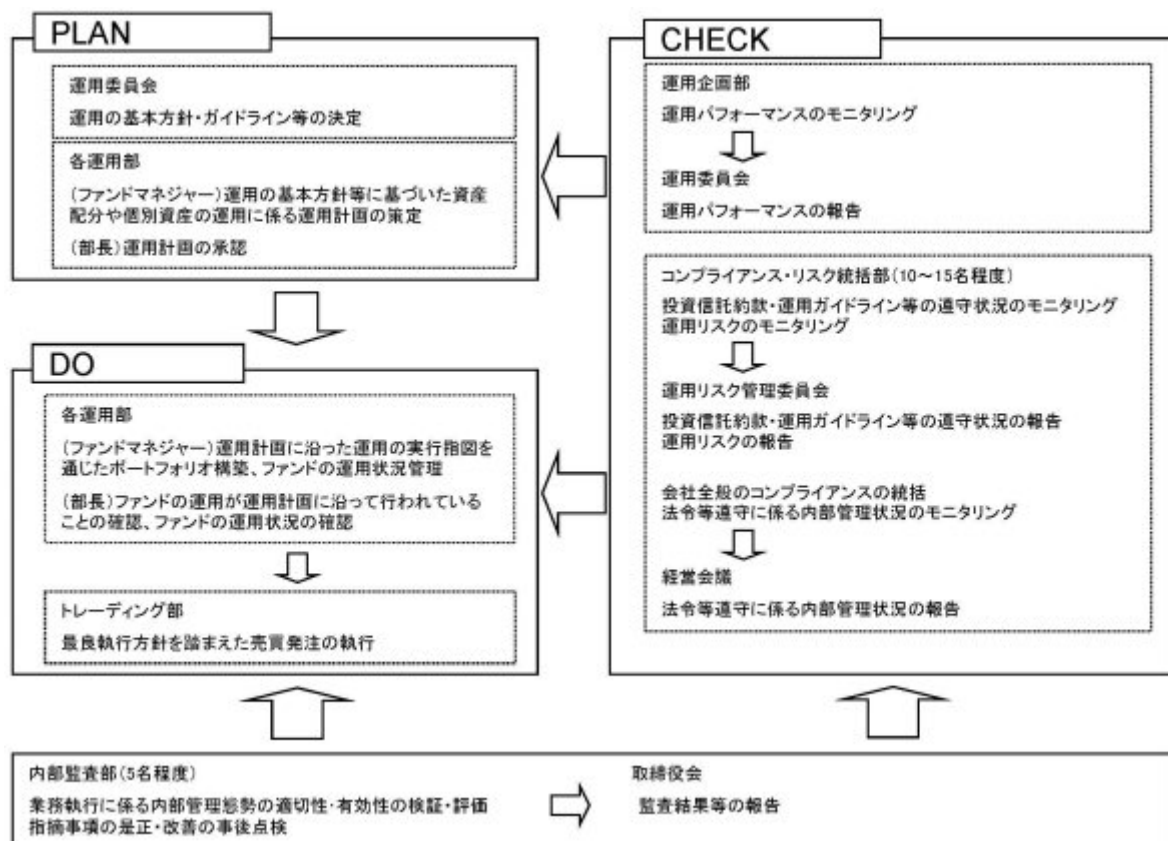 PLAN
運用委員会
運用の基本方針・ガイドライン等の決定
各運用部
(ファンドマネジャー)運用の基本方針等に基づいた資産
配分や個別資産の運用に係る運用計画の策定
(部長)運用計画の承認
DO
各運用部
(ファンドマネジャー)運用計画に沿った運用の実行指図を
通じたポートフォリオ構築、ファンドの運用状況管理
(部長)ファンドの運用が運用計画に沿って行われている
ことの確認、ファンドの運用状況の確認
トレーディング部
最良執行方針を踏まえた売買発注の執行
CHECK
運用企画部
運用パフォーマンスのモニタリング
運用委員会
運用パフォーマンスの報告
コンプライアンス・リスク統括部(10～15名程度)
投資信託約款・運用ガイドライン等の遵守状況のモニタリング
運用リスクのモニタリング
運用リスク管理委員会
投資信託約款・運用ガイドライン等の遵守状況の報告
運用リスクの報告
会社全般のコンプライアンスの統括
法令等遵守に係る内部管理状況のモニタリング
経営会議
法令等遵守に係る内部管理状況の報告
内部監査部(5名程度)
業務執行に係る内部管理態勢の適切性・有効性の検証・評価
指摘事項の是正・改善の事後点検
取締役会
監査結果等の報告